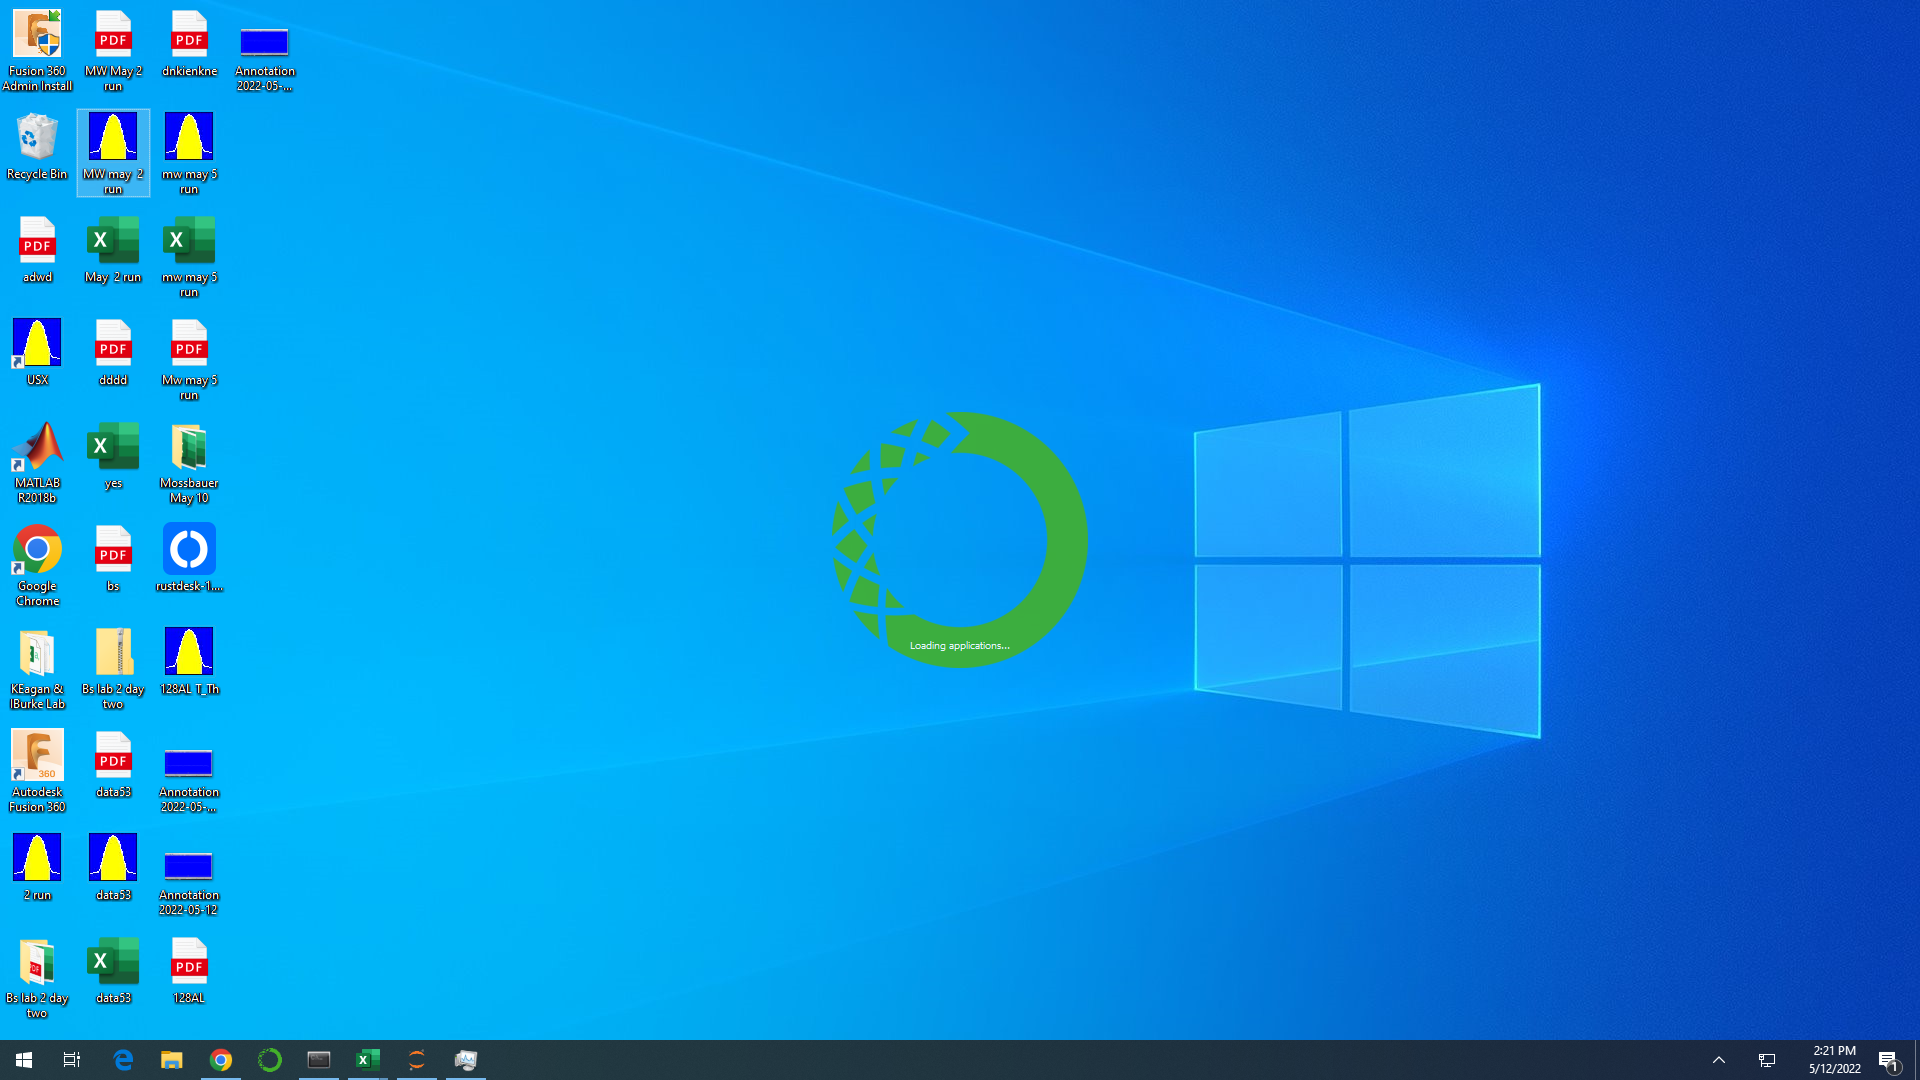 Fusion 360
Admin Install
PDF
MW May 2
run
PDF
dnkienkne
Annotation
2022-05-...
Recycle Bin
MW may  2
run
mw may 5
run
PDF
adwd
X
May  2 run
X
mw may 5
run
USX
PDF
dddd
PDF
Mw may 5
run
MATLAB
R2018b
X
yes
Mossbauer
May 10
Google
Chrome
PDF
bs
rustdesk-1....
KEagan &
IBurke Lab
Bs lab 2 day
two
128AL T_Th
360
Autodesk
Fusion 360
PDF
data53
Annotation
2022-05-...
2 run
data53
Annotation
2022-05-12
PDF
Bs lab 2 day
two
X
data53
PDF
128AL
Loading applications...
X
2:21 PM
5/12/2022
1